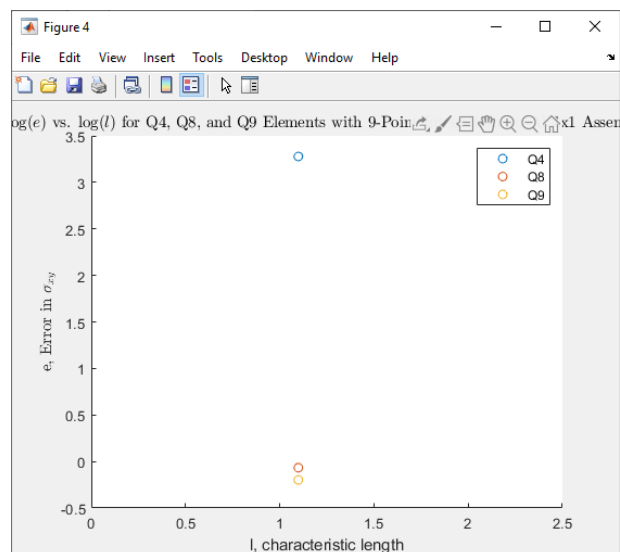 Figure 4
File Edit View Insert Tools Desktop Window Help
og(e) vs. log(l) for Q4, Q8, and Q9 Elements with 9-Poin x1 Assen
3.5
3
2.5
2
1.5
1
0.5
0
-0.5
e, Error in σxy
Q4
Q8
Q9
0 0.5 1 1.5 2 2.5
l, characteristic length